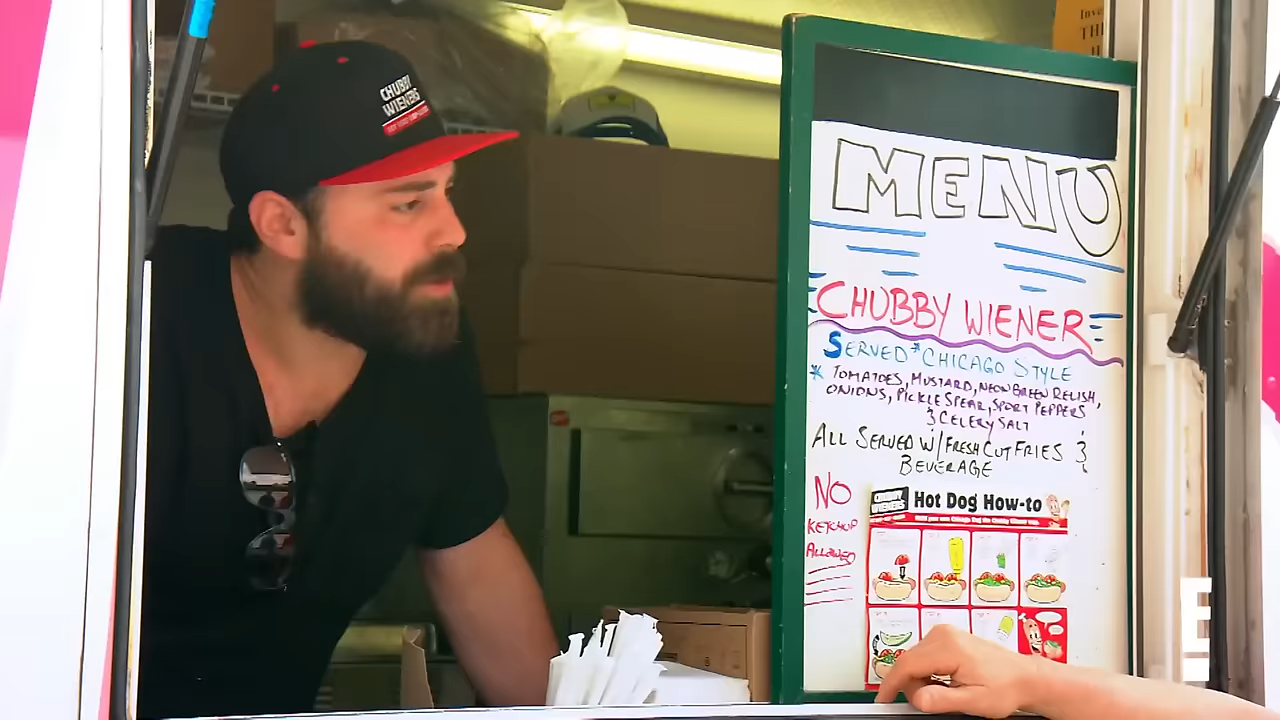 CHUBBY
WIENERS
MENU
CHUBBY WIENER
SERVED * CHICAGO STYLE
* TOMATOES, MUSTARD, NEON GREEN RELISH,
ONIONS, PICKLE SPEAR, SPORT PEPPERS
& CELERY SALT
ALL SERVED W/ FRESH CUT FRIES &
BEVERAGE
NO
KETCHUP
ALLOWED
CHUBBY
WIENERS
Hot Dog How-to
E